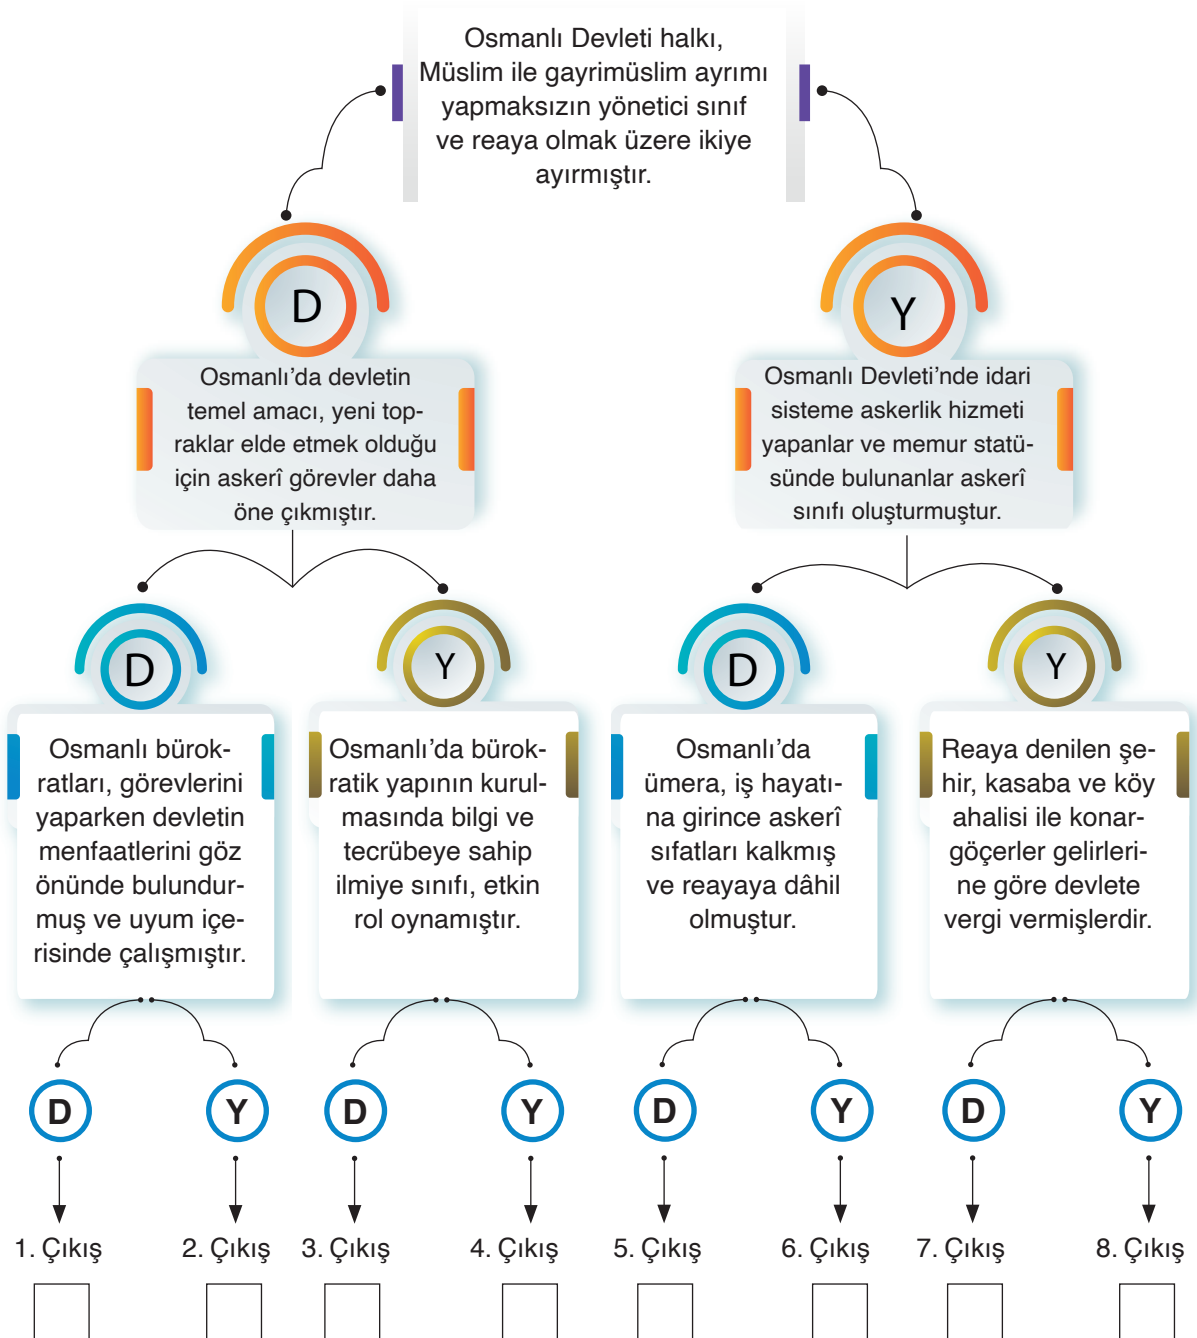 Osmanlı Devleti halkı,
Müslim ile gayrimüslim ayrımı
yapmaksızın yönetici sınıf
ve reaya olmak üzere ikiye
ayırmıştır.
D
Y
Osmanlı’da devletin
temel amacı, yeni top-
raklar elde etmek olduğu
için askerî görevler daha
öne çıkmıştır.
Osmanlı Devleti’nde idari
sisteme askerlik hizmeti
yapanlar ve memur statü-
sünde bulunanlar askerî
sınıfı oluşturmuştur.
D
Y
D
Y
Osmanlı bürok-
ratları, görevlerini
yaparken devletin
menfaatlerini göz
önünde bulundur-
muş ve uyum içe-
risinde çalışmıştır.
Osmanlı’da bürok-
ratik yapının kurul-
masında bilgi ve
tecrübeye sahip
ilmiye sınıfı, etkin
rol oynamıştır.
Osmanlı’da
ümera, iş hayatı-
na girince askerî
sıfatları kalkmış
ve reayaya dâhil
olmuştur.
Reaya denilen şe-
hir, kasaba ve köy
ahalisi ile konar-
göçerler gelirleri-
ne göre devlete
vergi vermişlerdir.
D
Y
D
Y
D
Y
D
Y
1. Çıkış
2. Çıkış
3. Çıkış
4. Çıkış
5. Çıkış
6. Çıkış
7. Çıkış
8. Çıkış